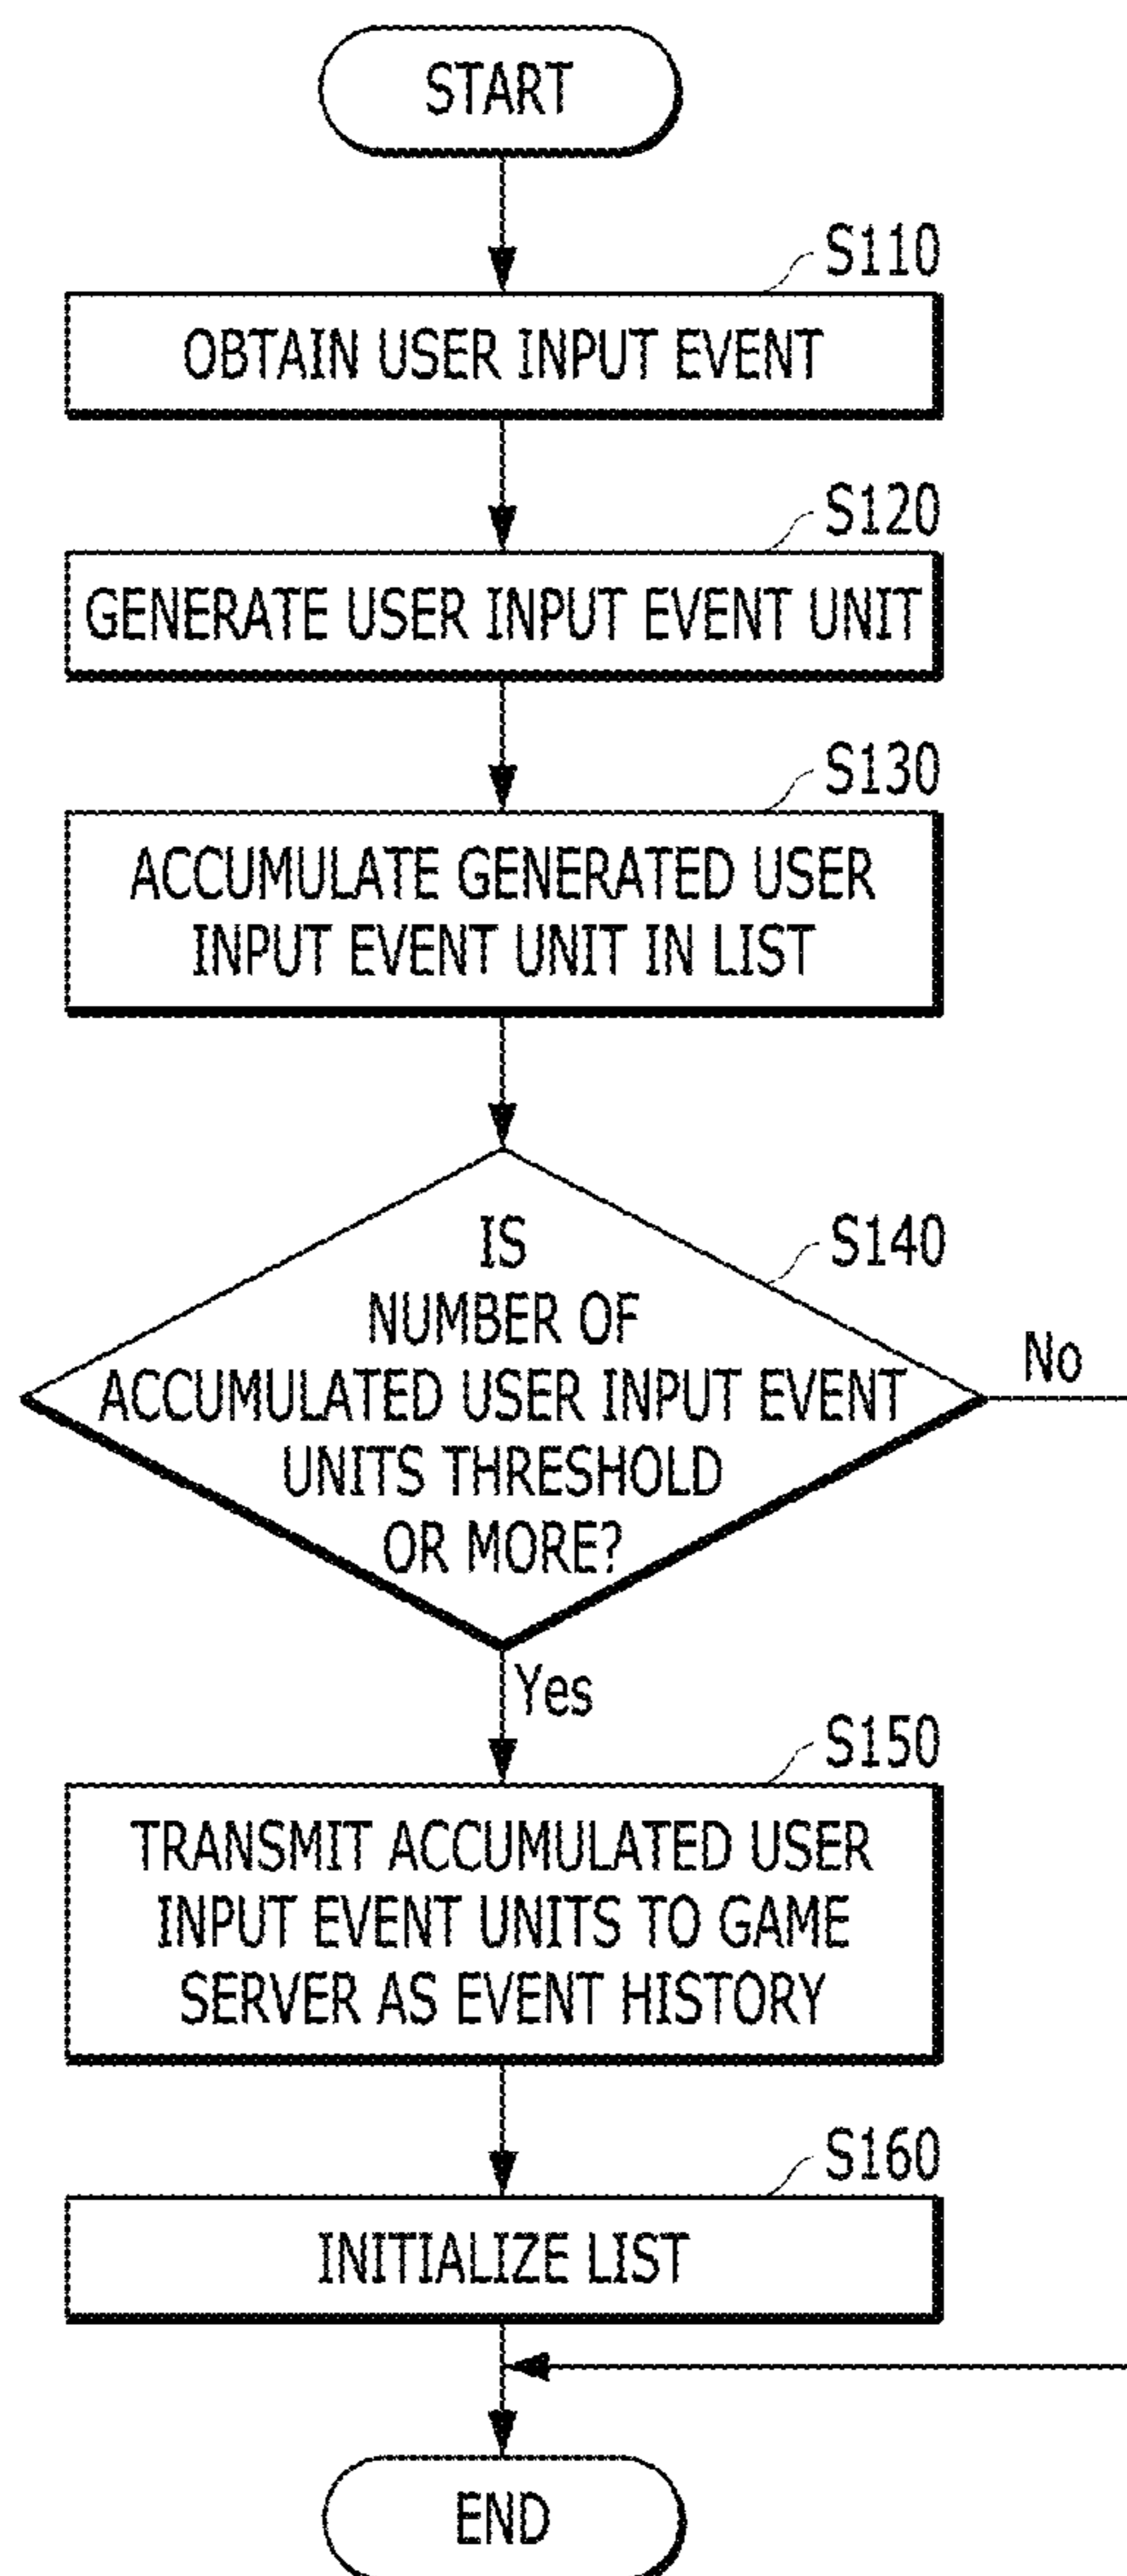 START
S110
OBTAIN USER INPUT EVENT
S120
GENERATE USER INPUT EVENT UNIT
S130
ACCUMULATE GENERATED USER
INPUT EVENT UNIT IN LIST
S140
IS
NUMBER OF
ACCUMULATED USER INPUT EVENT
UNITS THRESHOLD
OR MORE?
No
Yes
S150
TRANSMIT ACCUMULATED USER
INPUT EVENT UNITS TO GAME
SERVER AS EVENT HISTORY
S160
INITIALIZE LIST
END